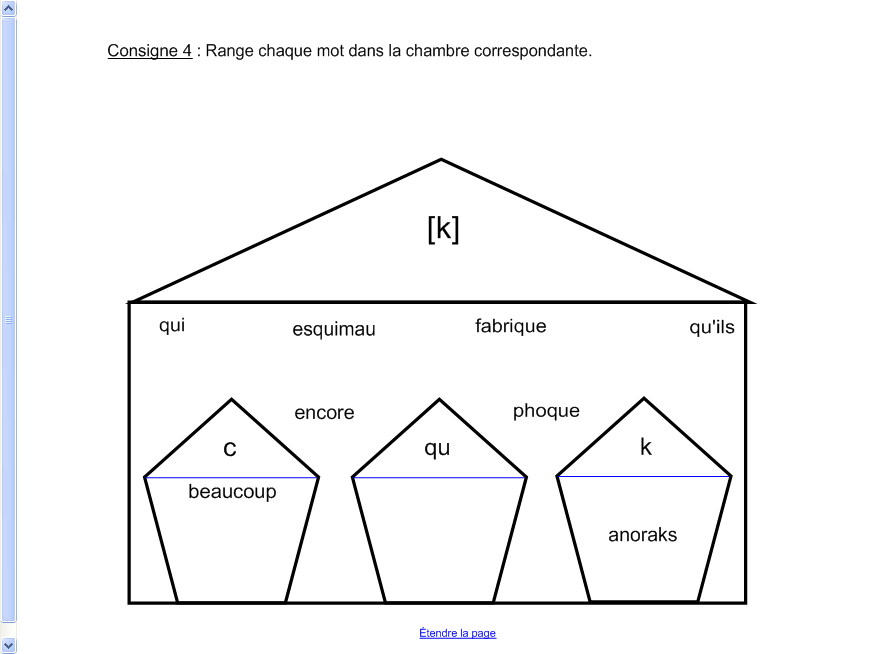 Consigne 4 : Range chaque mot dans la chambre correspondante.
[k]
qui esquimau fabrique qu'ils
encore phoque
c qu k
beaucoup
anoraks
Étendre la page